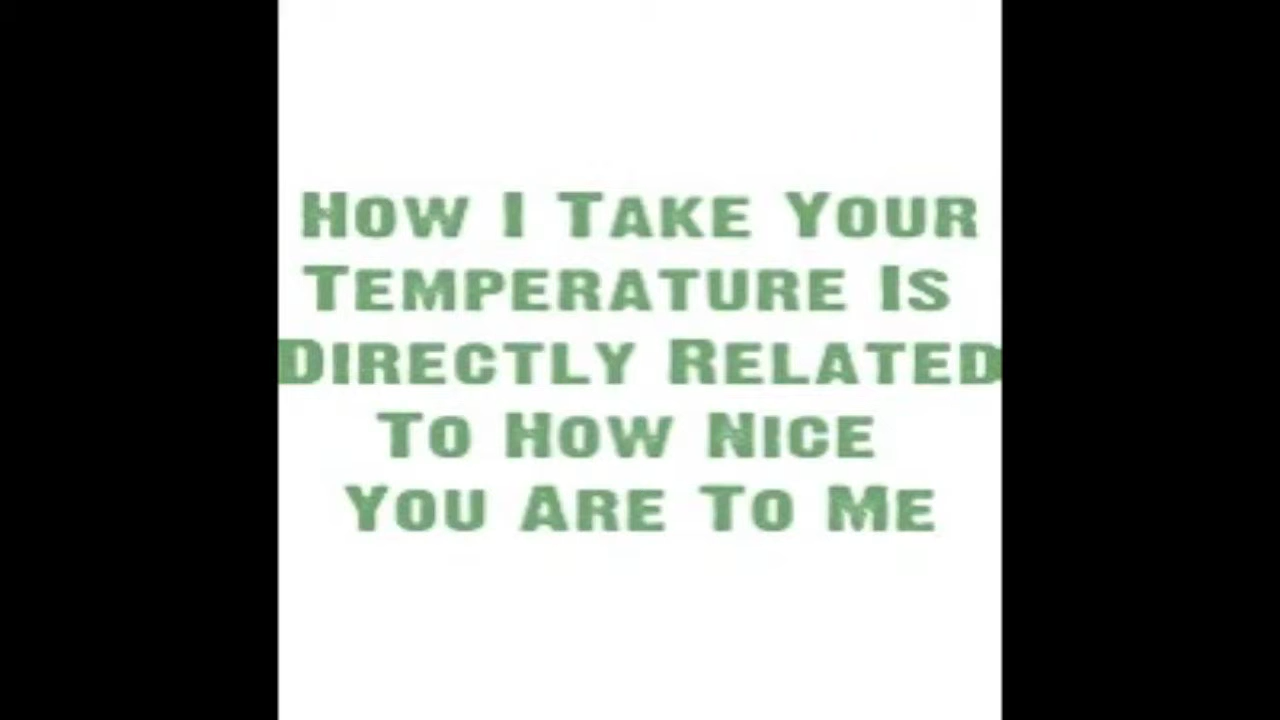 How I Take Your
Temperature Is
Directly Related
To How Nice
You Are To Me